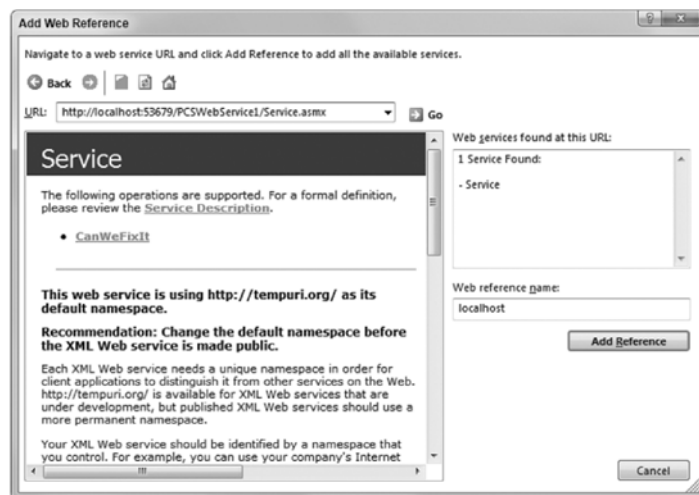 Add Web Reference
Navigate to a web service URL and click Add Reference to add all the available services.
Back
URL: http://localhost:53679/PCSWebService1/Service.asmx
Go
Service
The following operations are supported. For a formal definition,
please review the Service Description.
• CanWeFixIt
This web service is using http://tempuri.org/ as its
default namespace.
Recommendation: Change the default namespace before
the XML Web service is made public.
Each XML Web service needs a unique namespace in order for
client applications to distinguish it from other services on the Web.
http://tempuri.org/ is available for XML Web services that are
under development, but published XML Web services should use a
more permanent namespace.
Your XML Web service should be identified by a namespace that
you control. For example, you can use your company's Internet
Web services found at this URL:
1 Service Found:
- Service
Web reference name:
localhost
Add Reference
Cancel